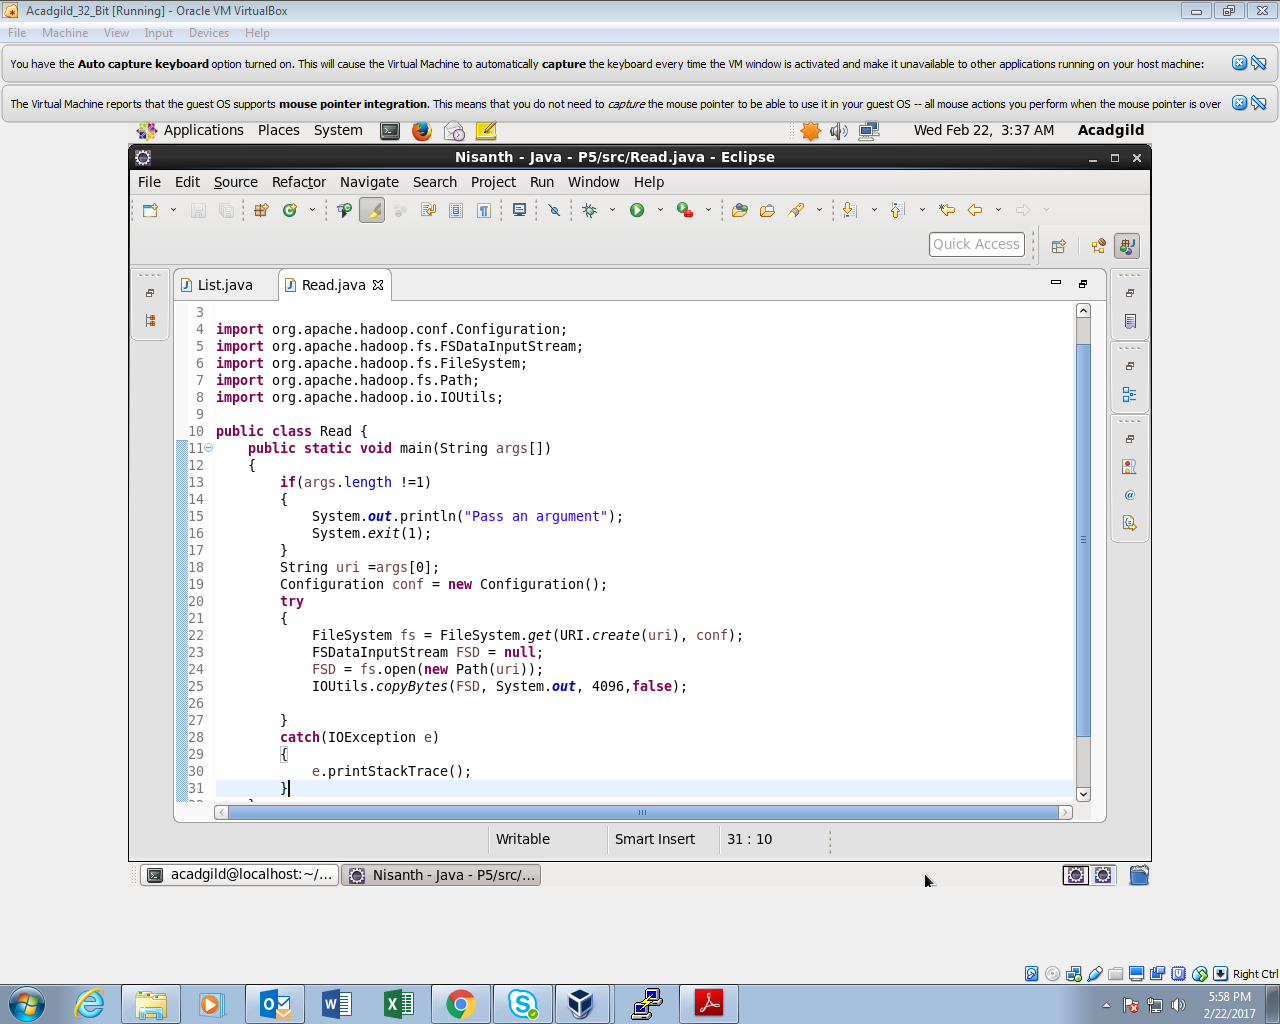 Acadgild_32_Bit [Running] - Oracle VM VirtualBox
File Machine View Input Devices Help
You have the Auto capture keyboard option turned on. This will cause the Virtual Machine to automatically capture the keyboard every time the VM window is activated and make it unavailable to other applications running on your host machine:
The Virtual Machine reports that the guest OS supports mouse pointer integration. This means that you do not need to capture the mouse pointer to be able to use it in your guest OS -- all mouse actions you perform when the mouse pointer is over
Applications Places System Wed Feb 22, 3:37 AM Acadgild
Nisanth - Java - P5/src/Read.java - Eclipse
File Edit Source Refactor Navigate Search Project Run Window Help
Quick Access
List.java Read.java
3
4 import org.apache.hadoop.conf.Configuration;
5 import org.apache.hadoop.fs.FSDataInputStream;
6 import org.apache.hadoop.fs.FileSystem;
7 import org.apache.hadoop.fs.Path;
8 import org.apache.hadoop.io.IOUtils;
9
10 public class Read {
11 public static void main(String args[])
12 {
13 if(args.length !=1)
14 {
15 System.out.println("Pass an argument");
16 System.exit(1);
17 }
18 String uri =args[0];
19 Configuration conf = new Configuration();
20 try
21 {
22 FileSystem fs = FileSystem.get(URI.create(uri), conf);
23 FSDataInputStream FSD = null;
24 FSD = fs.open(new Path(uri));
25 IOUtils.copyBytes(FSD, System.out, 4096,false);
26
27 }
28 catch(IOException e)
29 {
30 e.printStackTrace();
31 }
Writable Smart Insert 31 : 10
acadgild@localhost:~/... Nisanth - Java - P5/src/...
Right Ctrl
5:58 PM
2/22/2017